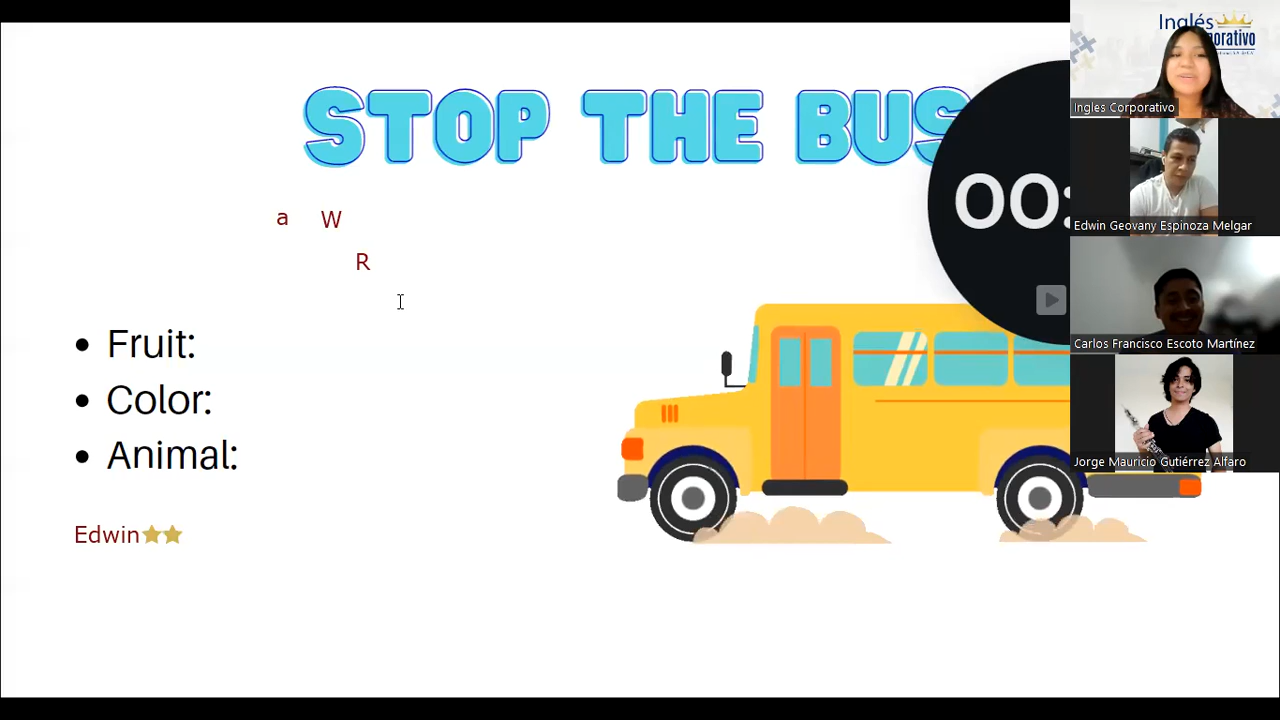 STOP THE BUS
a W
R
00:
• Fruit:
• Color:
• Animal:
Edwin
Inglés
Ingles Corporativo
Edwin Geovany Espinoza Melgar
Carlos Francisco Escoto Martínez
Jorge Mauricio Gutiérrez Alfaro